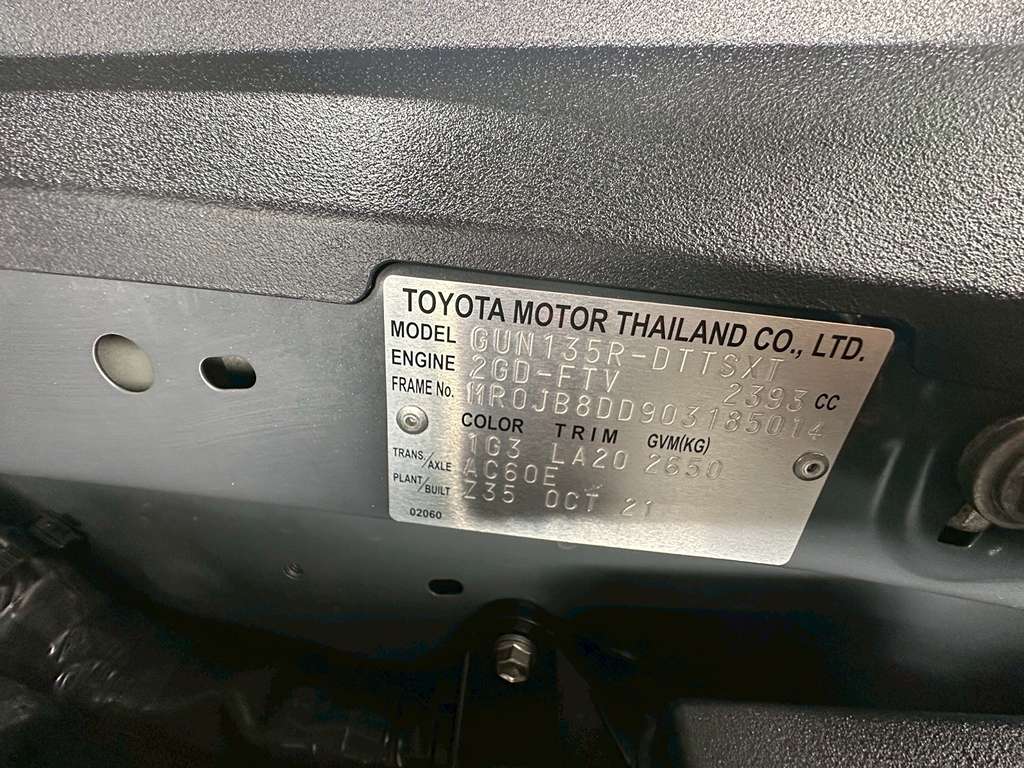 TOYOTA MOTOR THAILAND CO., LTD.
MODEL GUN135R-DTTSXT
ENGINE 2GD-FTV 2393 CC
FRAME No. MR0JB8DD903185014
COLOR TRIM GVM(KG)
1G3 LA20 2650
TRANS/AXLE AC60E
PLANT/BUILT Z35 OCT 21
02060